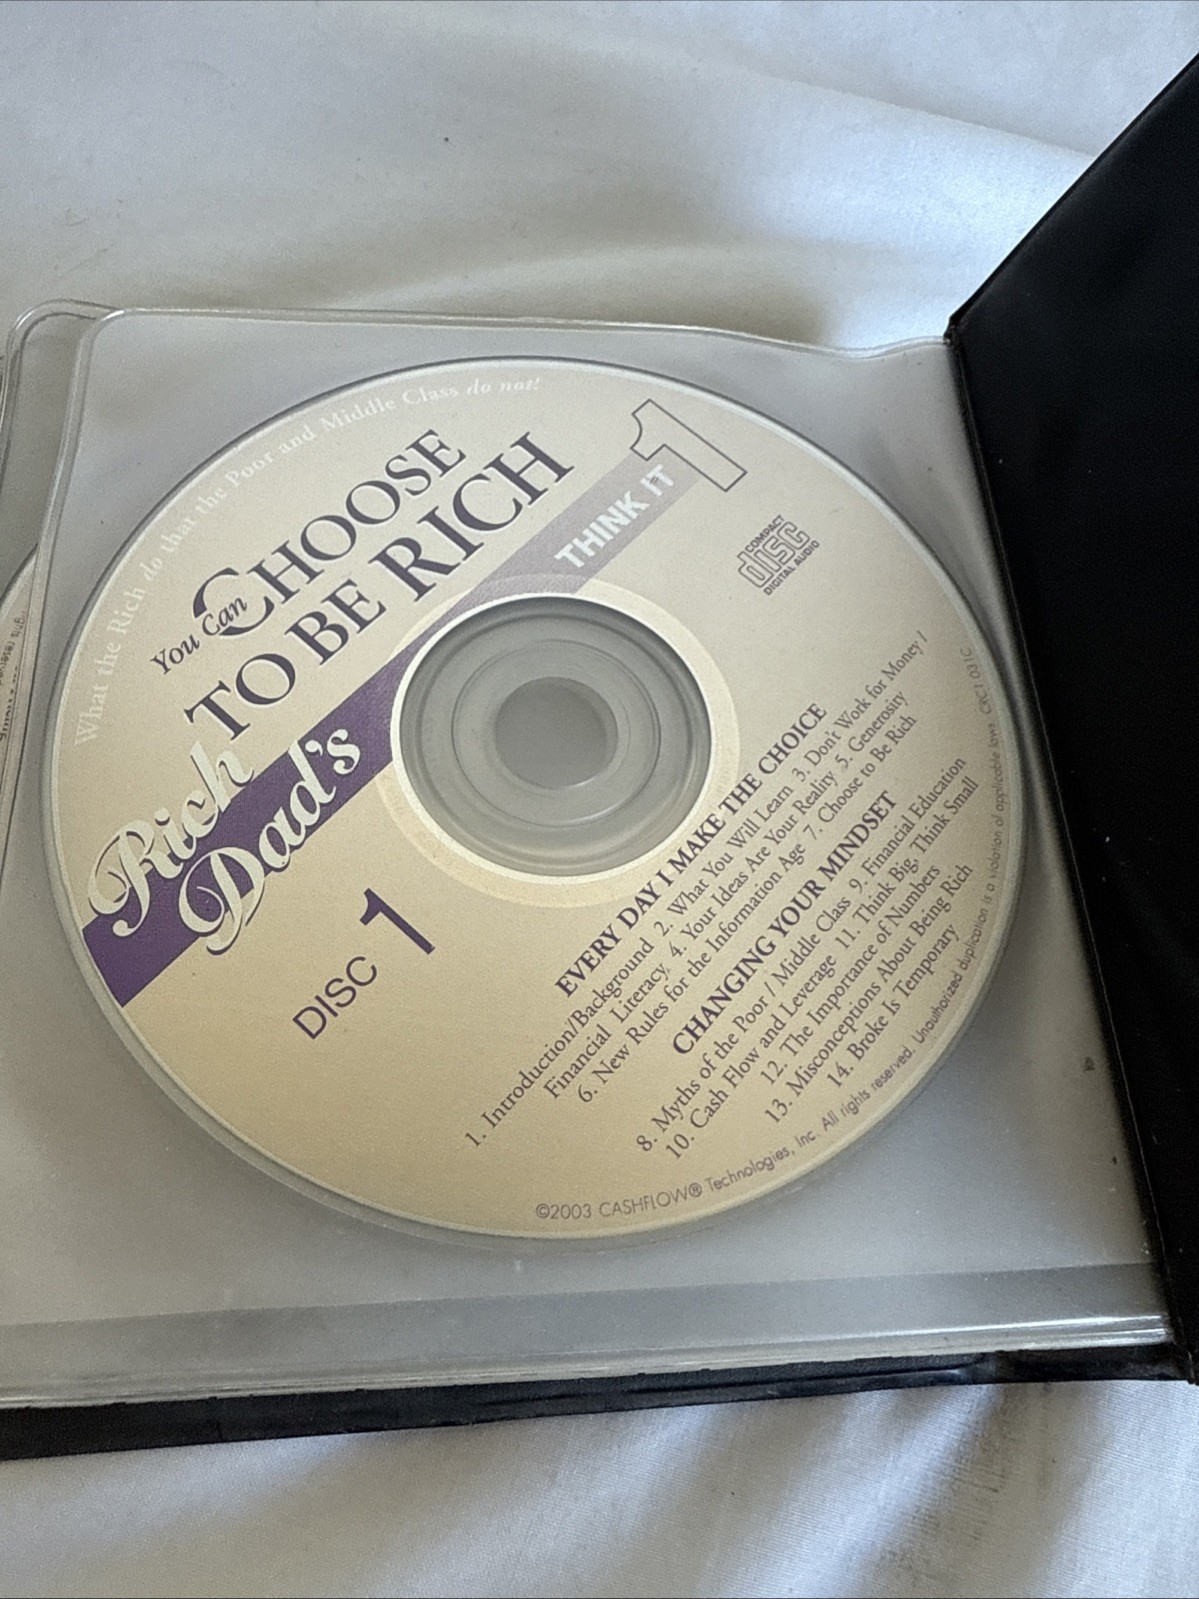 What the Rich do that the Poor and Middle Class do not!
You Can CHOOSE
TO BE RICH
Rich
Dad's
THINK IT
1
COMPACT
disc
DIGITAL AUDIO
DISC 1
EVERY DAY I MAKE THE CHOICE
1. Introduction/Background 2. What You Will Learn 3. Don't Work for Money /
Financial Literacy 4. Your Ideas Are Your Reality 5. Generosity
6. New Rules for the Information Age 7. Choose to Be Rich
CHANGING YOUR MINDSET
8. Myths of the Poor / Middle Class 9. Financial Education
10. Cash Flow and Leverage 11. Think Big, Think Small
12. The Importance of Numbers
13. Misconceptions About Being Rich
14. Broke Is Temporary
©2003 CASHFLOW® Technologies, Inc. All rights reserved. Unauthorized duplication is a violation of applicable laws.